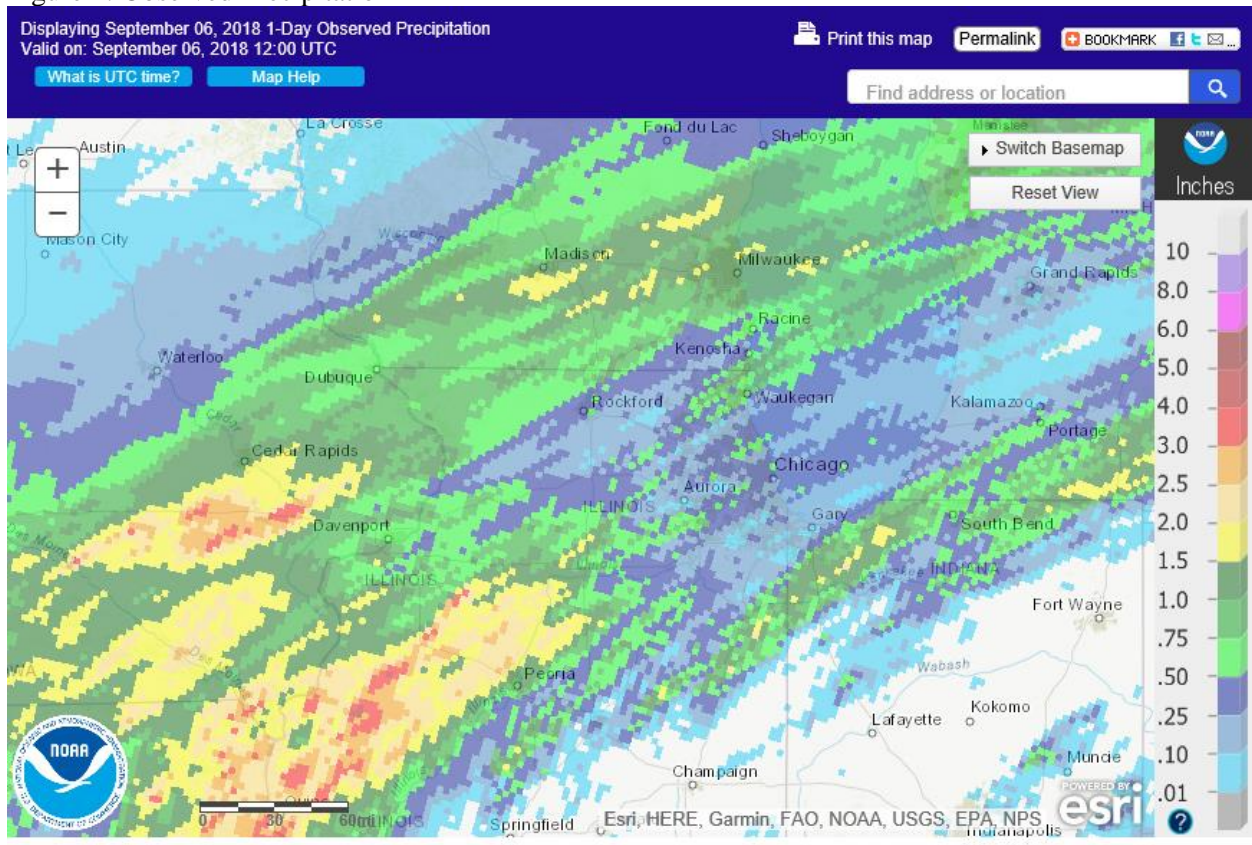 Displaying September 06, 2018 1-Day Observed Precipitation
Valid on: September 06, 2018 12:00 UTC
Print this map
Permalink
BOOKMARK
What is UTC time?
Map Help
Find address or location
La Crosse
Fond du Lac
Sheboygan
Manistee
Austin
Switch Basemap
Reset View
NOAA
Inches
+
−
Mason City
Madison
Milwaukee
Grand Rapids
Racine
Kenosha
Waterloo
Dubuque
Rockford
Waukegan
Kalamazoo
Portage
Cedar
Cedar Rapids
Chicago
Aurora
ILLINOIS
Gary
South Bend
Davenport
INDIANA
ILLINOIS
Fort Wayne
Des Moines
Wabash
Peoria
Kokomo
Lafayette
Muncie
Champaign
Springfield
Indianapolis
0 30 60mi
Esri, HERE, Garmin, FAO, NOAA, USGS, EPA, NPS
POWERED BY
esri
NOAA
10
8.0
6.0
5.0
4.0
3.0
2.5
2.0
1.5
1.0
.75
.50
.25
.10
.01
?